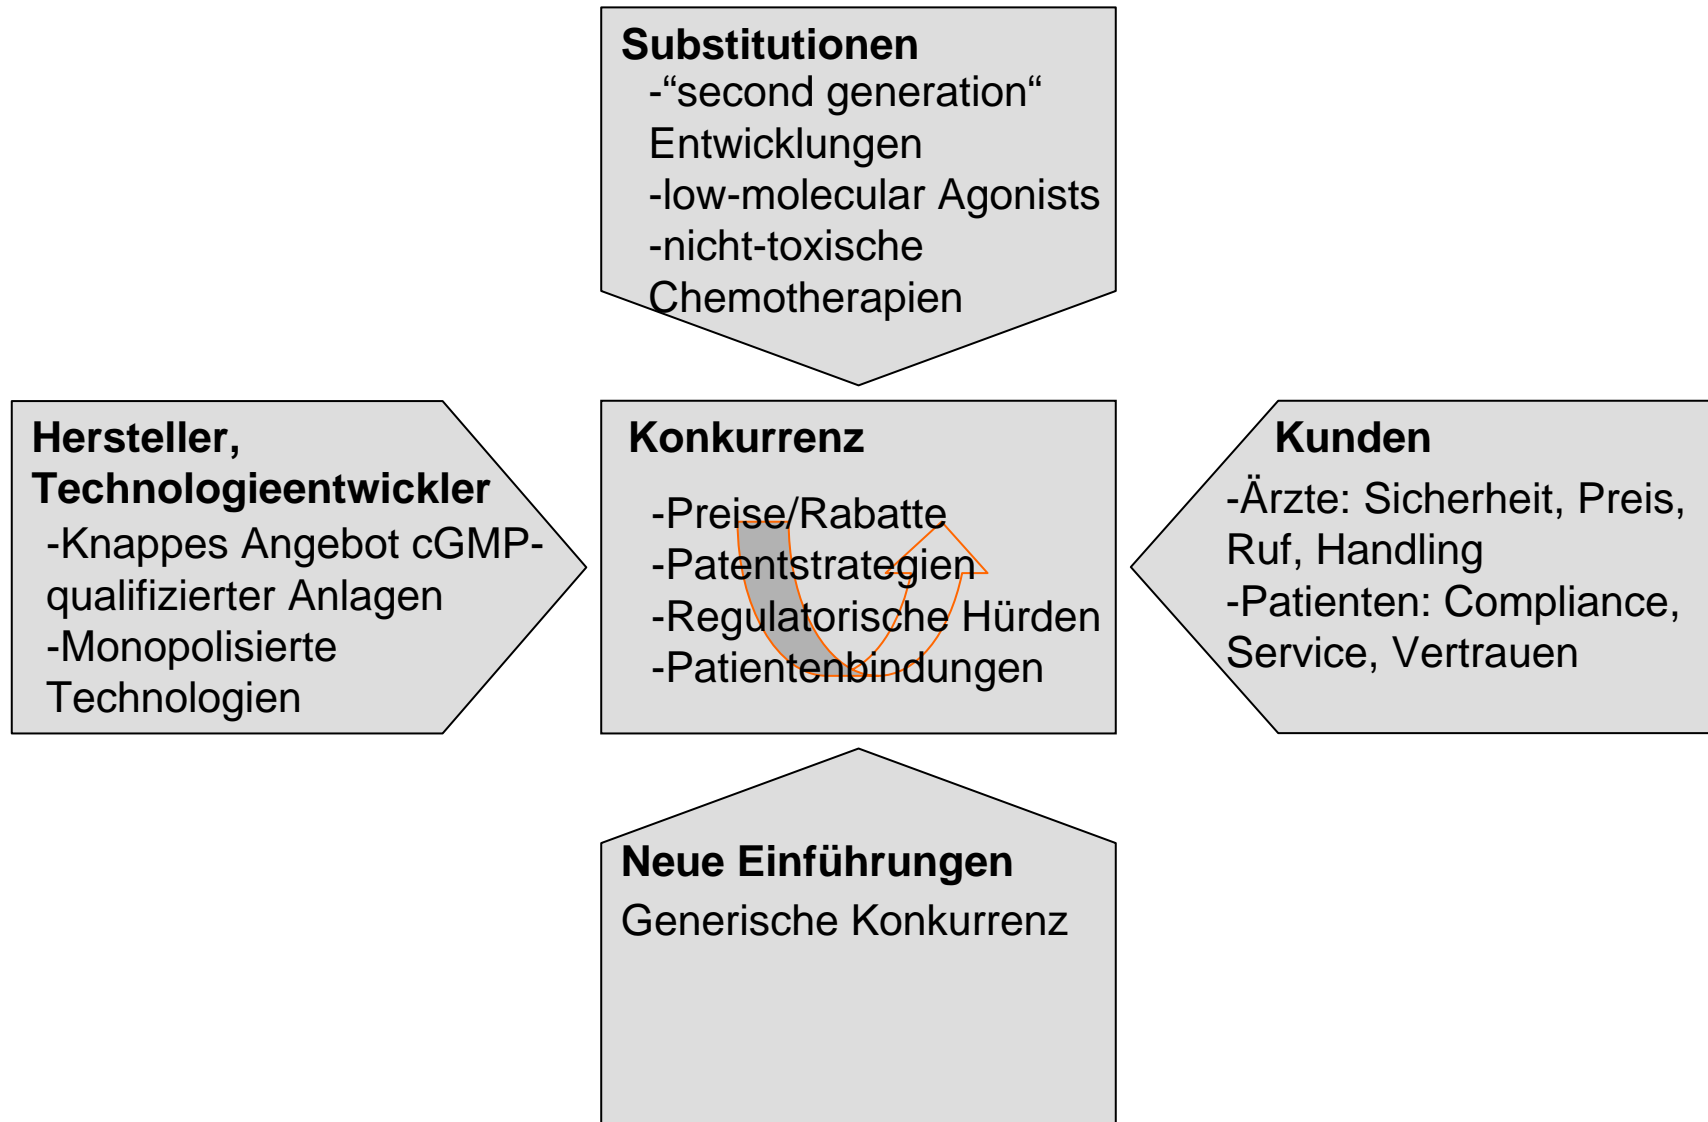 Substitutionen
-“second generation“
Entwicklungen
-low-molecular Agonists
-nicht-toxische
Chemotherapien
Hersteller,
Technologieentwickler
-Knappes Angebot cGMP-
qualifizierter Anlagen
-Monopolisierte
Technologien
Konkurrenz
-Preise/Rabatte
-Patentstrategien
-Regulatorische Hürden
-Patientenbindungen
Kunden
-Ärzte: Sicherheit, Preis,
Ruf, Handling
-Patienten: Compliance,
Service, Vertrauen
Neue Einführungen
Generische Konkurrenz